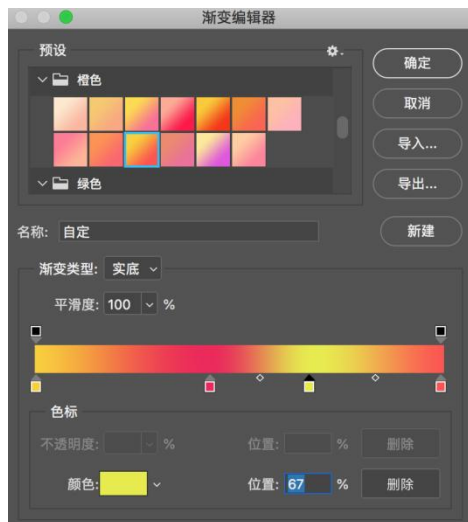 渐变编辑器
预设
确定
橙色
取消
导入...
导出...
绿色
名称: 自定
新建
渐变类型: 实底
平滑度: 100 %
色标
不透明度: % 位置: % 删除
颜色: 位置: 67 % 删除